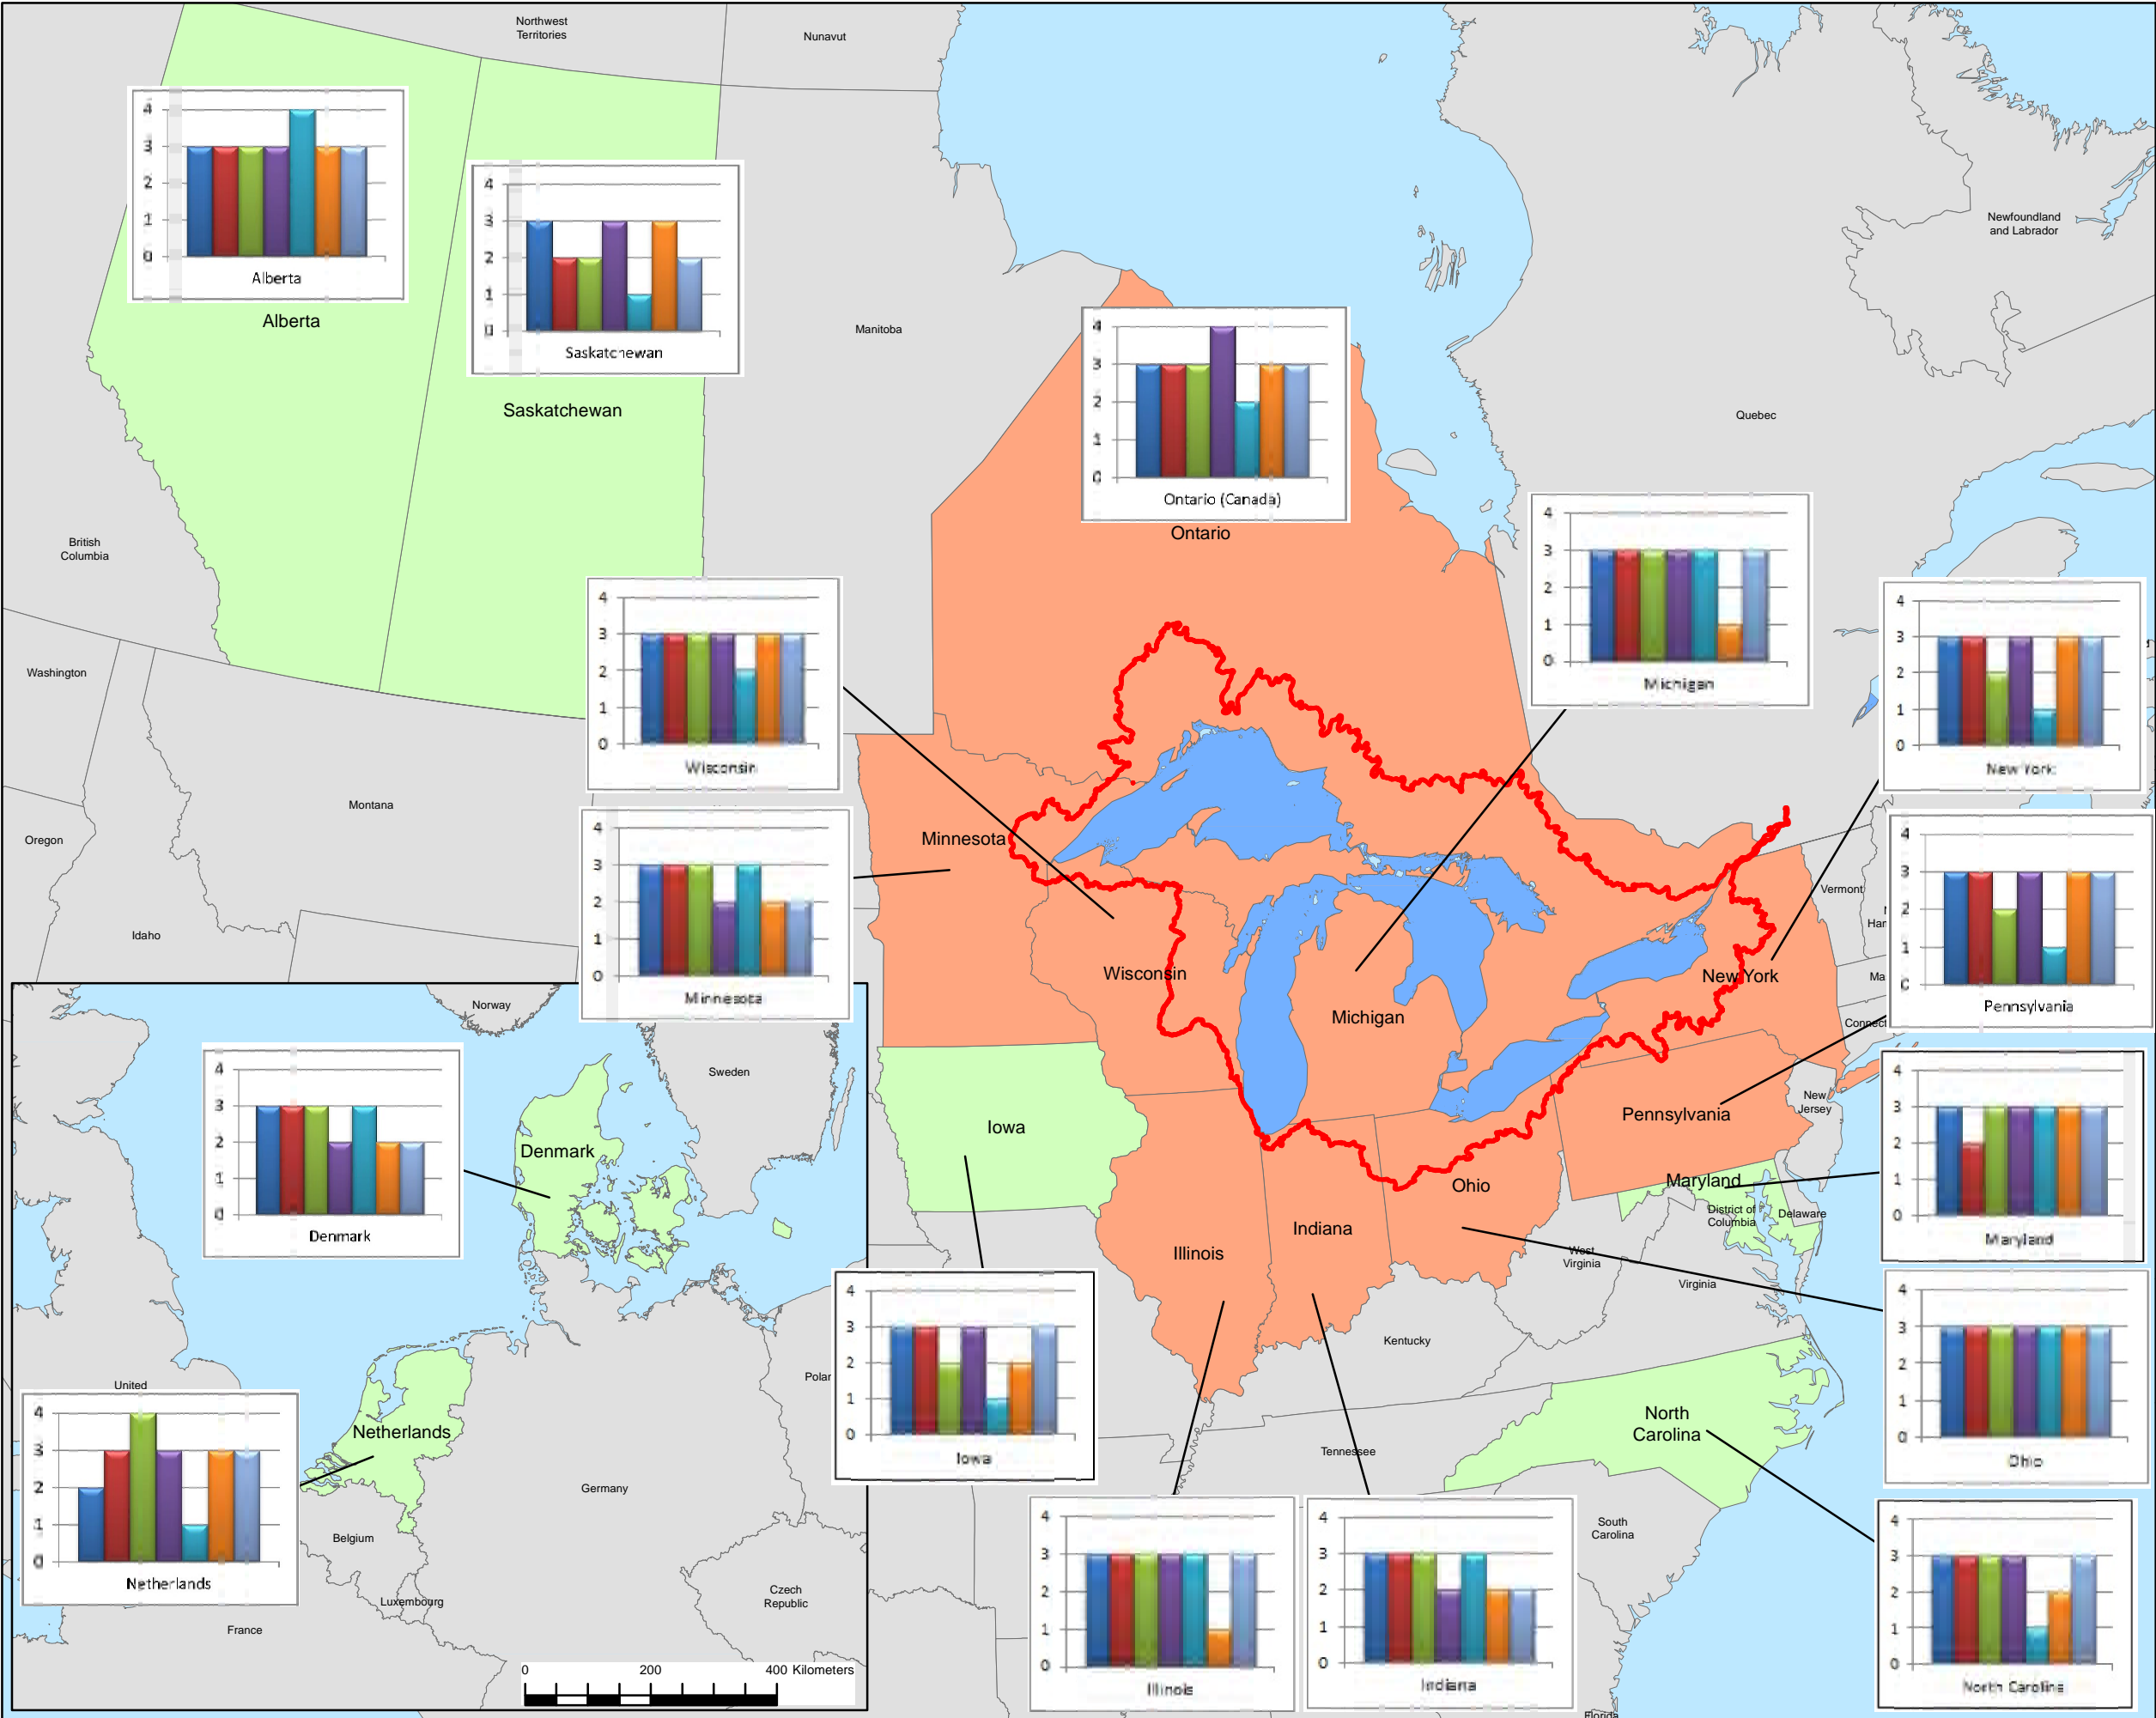 Northwest
Territories
Nunavut
4
3
2
1
0
Alberta
Alberta
4
3
2
1
0
Saskatchewan
Saskatchewan
Manitoba
Newfoundland
and Labrador
Quebec
4
3
2
1
0
Ontario (Canada)
Ontario
British
Columbia
4
3
2
1
0
Michigan
4
3
2
1
0
Wisconsin
4
3
2
1
0
New York
Washington
Montana
Oregon
Idaho
4
3
2
1
0
Minnesota
Minnesota
4
3
2
1
0
Pennsylvania
Vermont
Har
Ma
Connect
Wisconsin
Michigan
New York
Pennsylvania
New
Jersey
Maryland
District of
Columbia
Delaware
4
3
2
1
0
Maryland
Iowa
Ohio
Indiana
Illinois
West
Virginia
Virginia
Kentucky
Tennessee
North
Carolina
South
Carolina
Florida
4
3
2
1
0
Ohio
4
3
2
1
0
North Carolina
4
3
2
1
0
Iowa
4
3
2
1
0
Illinois
4
3
2
1
0
Indiana
Norway
Sweden
4
3
2
1
0
Denmark
Denmark
Polar
United
4
3
2
1
0
Netherlands
Netherlands
Germany
Belgium
Luxembourg
France
Czech
Republic
0 200 400 Kilometers